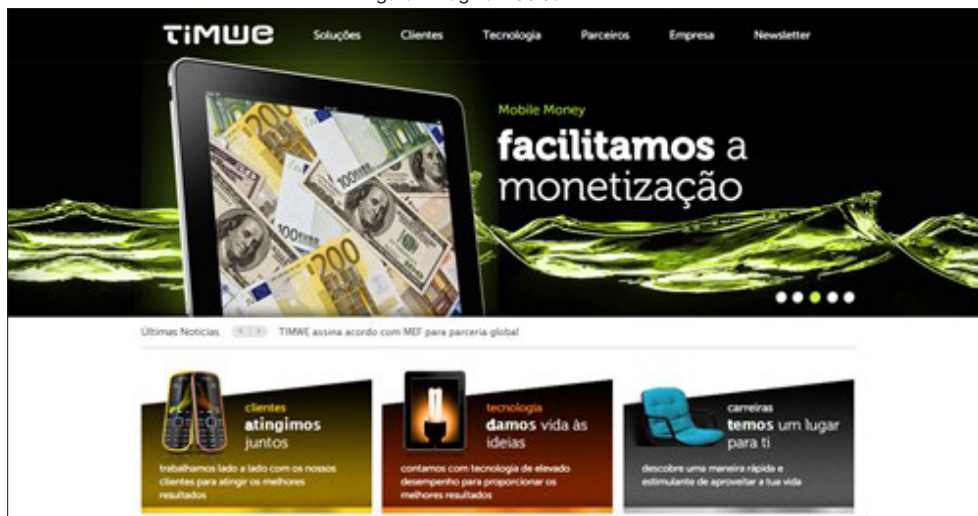 TIMWE
Soluções Clientes Tecnologia Parceiros Empresa Newsletter
Mobile Money
facilitamos a
monetização
Últimas Noticias
TIMWE assina acordo com MEF para parceria global
clientes
atingimos
juntos
trabalhamos lado a lado com os nossos
clientes para atingir os melhores
resultados
tecnologia
damos vida às
ideias
contamos com tecnologia de elevado
desempenho para proporcionar os
melhores resultados
carreiras
temos um lugar
para ti
descobre uma maneira rápida e
estimulante de aproveitar a tua vida